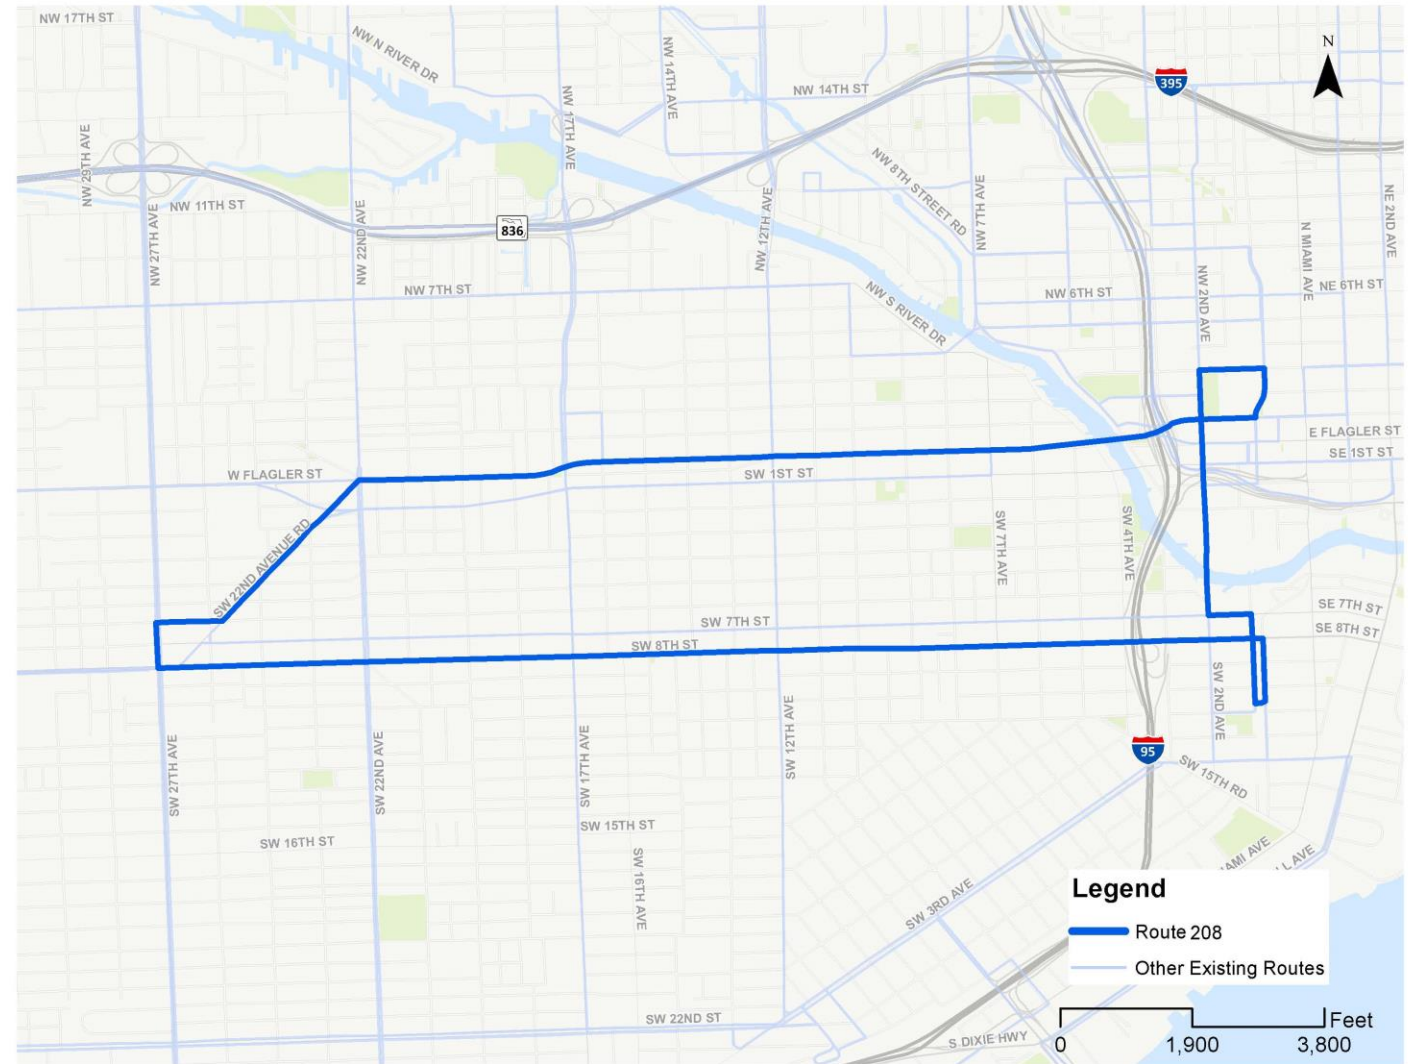 NW 17TH ST
NW N RIVER DR
NW 14TH AVE
NW 17TH AVE
NW 14TH ST
395
N
NW 29TH AVE
NW 27TH AVE
NW 11TH ST
NW 22ND AVE
836
NW 12TH AVE
NW 8TH STREET RD
NW 7TH AVE
NE 2ND AVE
N MIAMI AVE
NW 2ND AVE
NW 7TH ST
NW S RIVER DR
NW 6TH ST
NE 6TH ST
E FLAGLER ST
SE 1ST ST
W FLAGLER ST
SW 1ST ST
SW 22ND AVENUE RD
SW 7TH AVE
SW 4TH AVE
SW 7TH ST
SE 7TH ST
SW 8TH ST
SE 8TH ST
SW 2ND AVE
SW 27TH AVE
SW 22ND AVE
SW 17TH AVE
SW 12TH AVE
95
SW 15TH RD
SW 16TH ST
SW 15TH ST
SW 16TH AVE
SW 3RD AVE
AMI AVE
LL AVE
SW 22ND ST
S DIXIE HWY
Legend
Route 208
Other Existing Routes
Feet
0 1,900 3,800